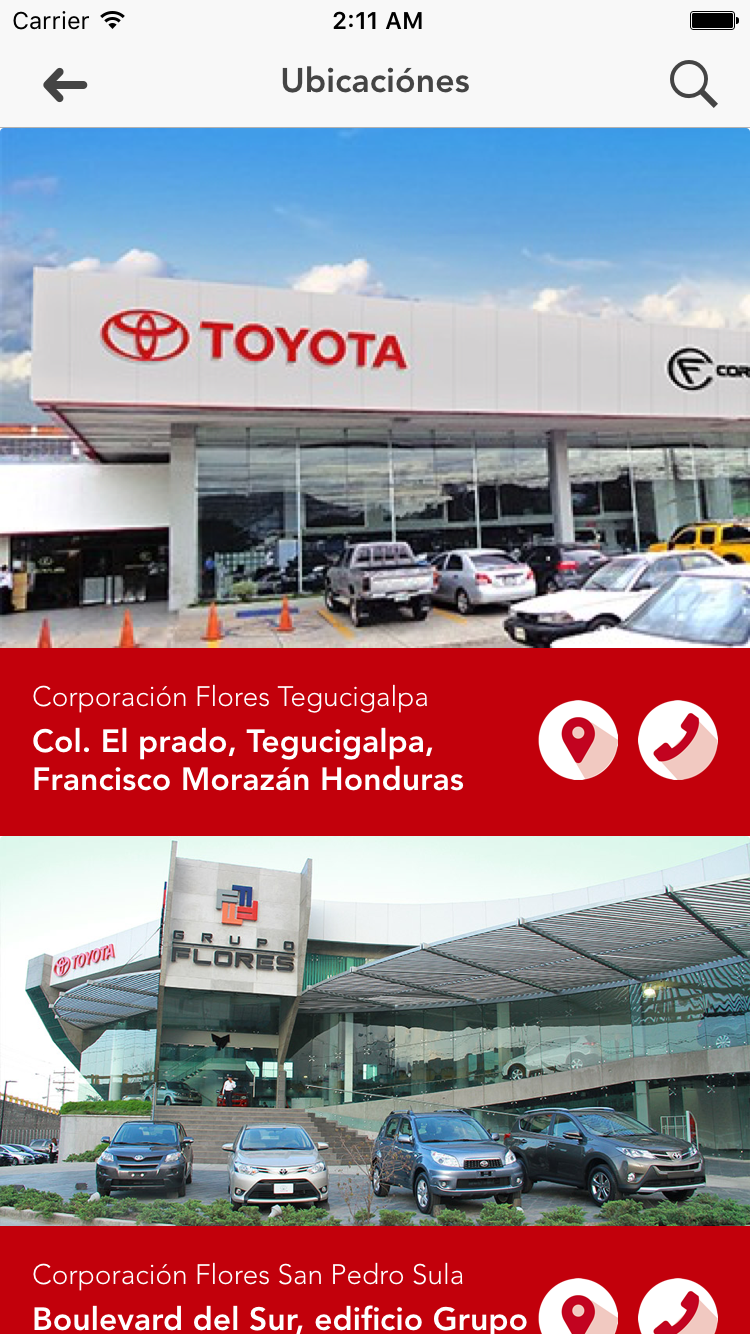 Carrier 2:11 AM
Ubicaciónes
TOYOTA
F COR
Corporación Flores Tegucigalpa
Col. El prado, Tegucigalpa,
Francisco Morazán Honduras
GRUPO
FLORES
TOYOTA
Corporación Flores San Pedro Sula
Boulevard del Sur, edificio Grupo